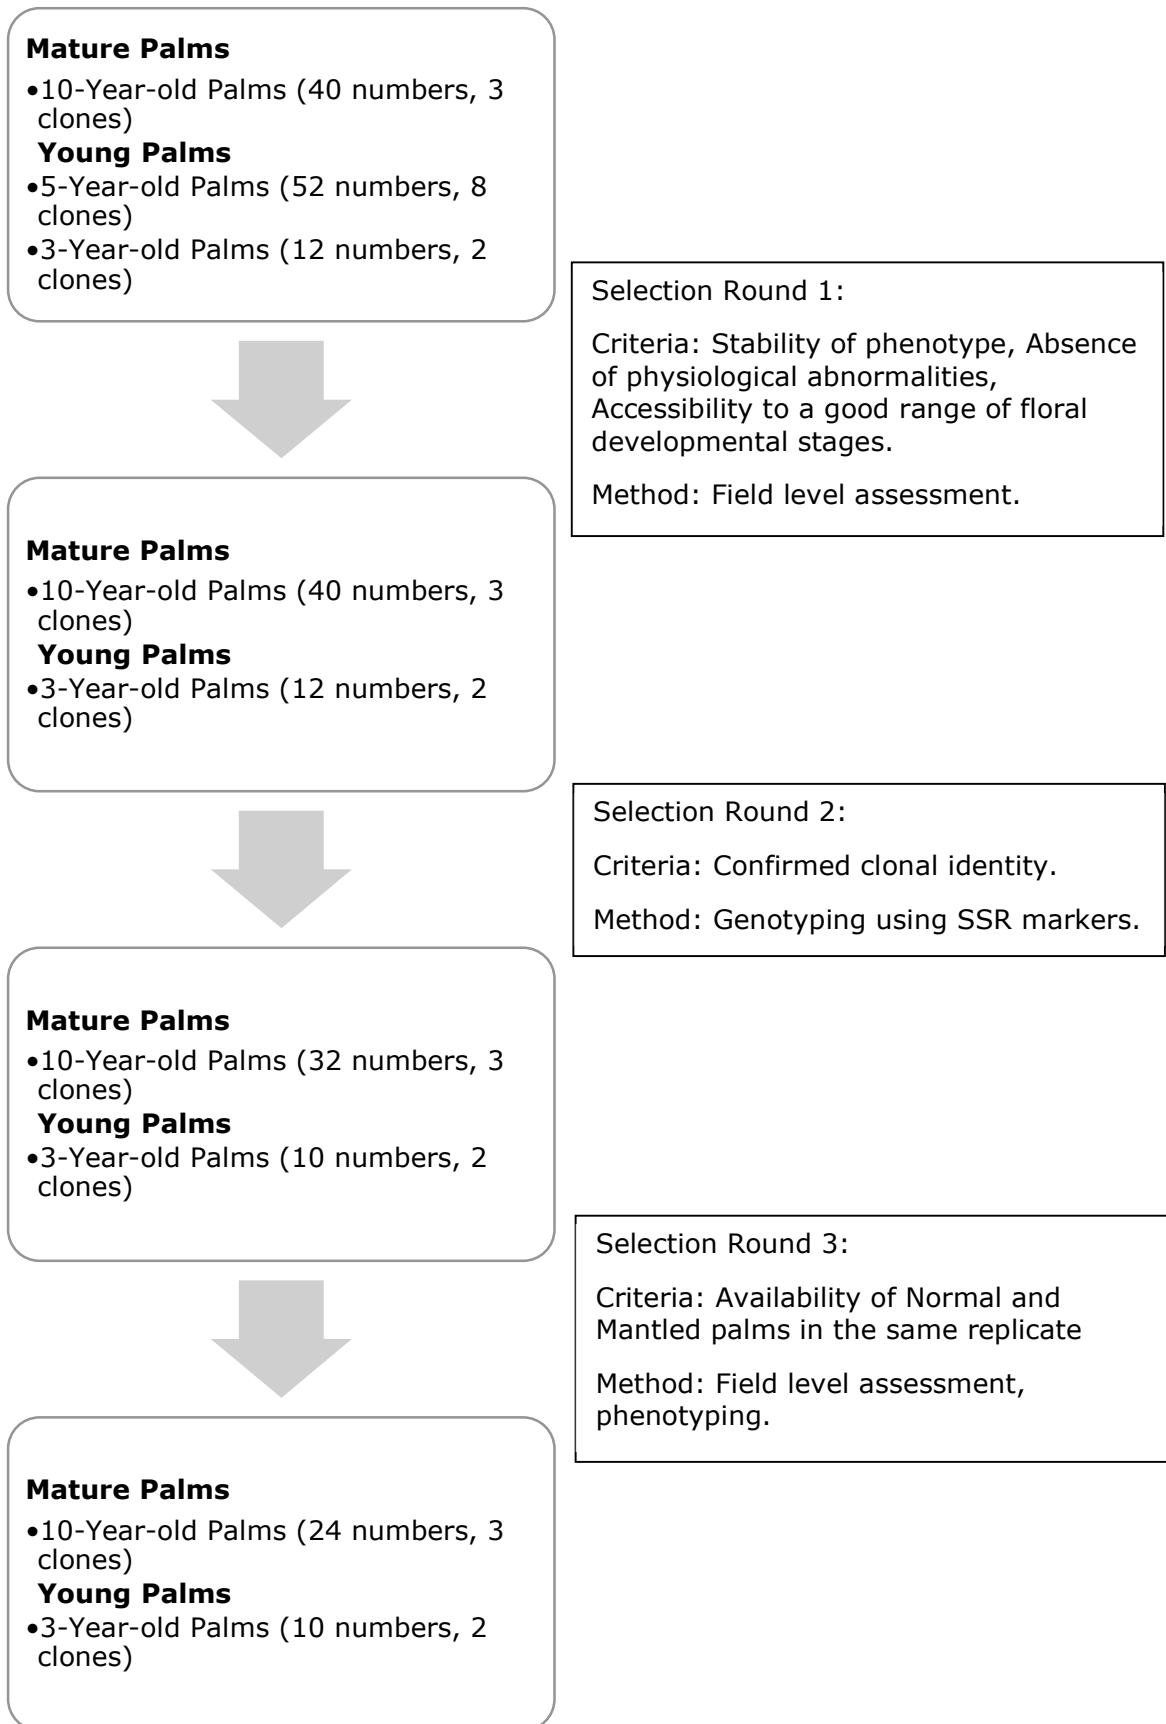 Mature Palms
•10-Year-old Palms (40 numbers, 3
clones)
Young Palms
•5-Year-old Palms (52 numbers, 8
clones)
•3-Year-old Palms (12 numbers, 2
clones)
Selection Round 1:
Criteria: Stability of phenotype, Absence
of physiological abnormalities,
Accessibility to a good range of floral
developmental stages.
Method: Field level assessment.
Mature Palms
•10-Year-old Palms (40 numbers, 3
clones)
Young Palms
•3-Year-old Palms (12 numbers, 2
clones)
Selection Round 2:
Criteria: Confirmed clonal identity.
Method: Genotyping using SSR markers.
Mature Palms
•10-Year-old Palms (32 numbers, 3
clones)
Young Palms
•3-Year-old Palms (10 numbers, 2
clones)
Selection Round 3:
Criteria: Availability of Normal and
Mantled palms in the same replicate
Method: Field level assessment,
phenotyping.
Mature Palms
•10-Year-old Palms (24 numbers, 3
clones)
Young Palms
•3-Year-old Palms (10 numbers, 2
clones)